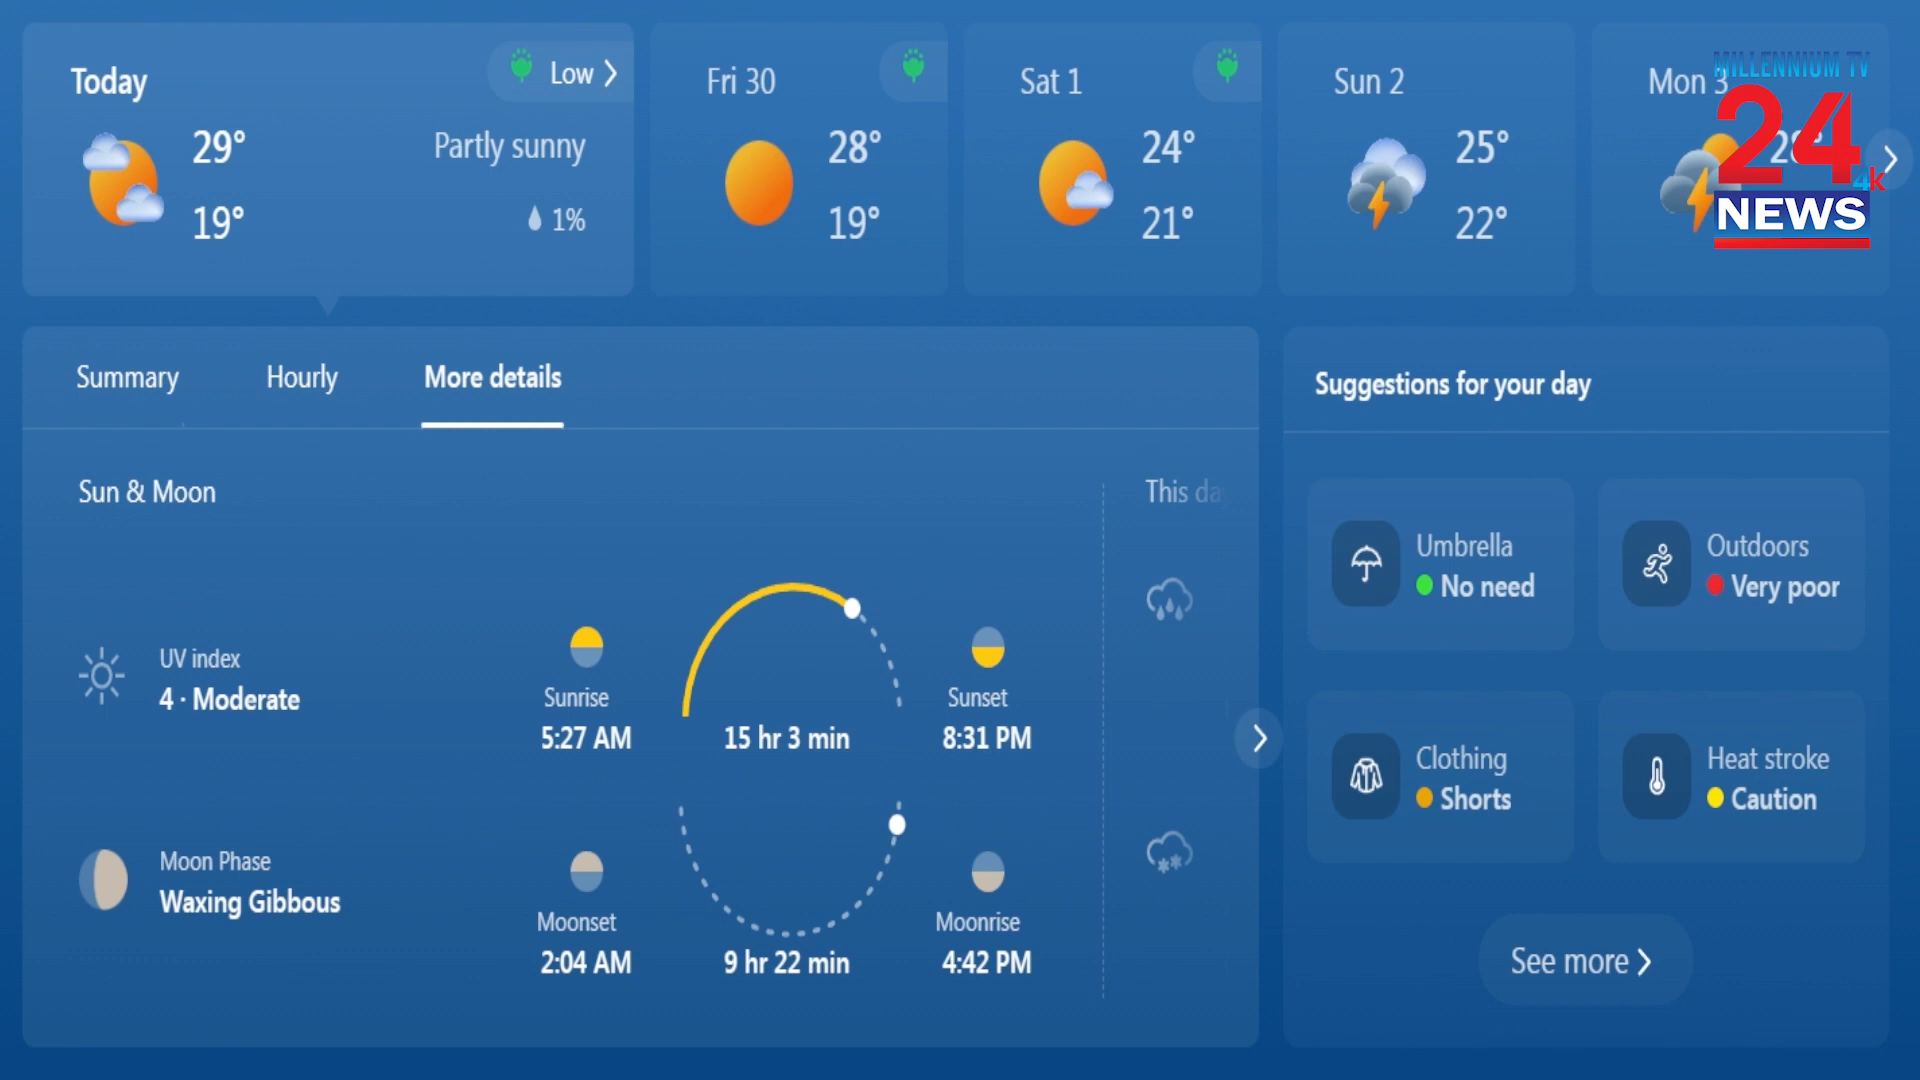 Today
Low
29°
Partly sunny
19°
1%
Fri 30
28°
19°
Sat 1
24°
21°
Sun 2
25°
22°
Mon 3
MILLENNIUM TV
24
4k
NEWS
Summary
Hourly
More details
Sun & Moon
This da
UV index
4 · Moderate
Sunrise
5:27 AM
15 hr 3 min
Sunset
8:31 PM
Moon Phase
Waxing Gibbous
Moonset
2:04 AM
9 hr 22 min
Moonrise
4:42 PM
Suggestions for your day
Umbrella
No need
Outdoors
Very poor
Clothing
Shorts
Heat stroke
Caution
See more